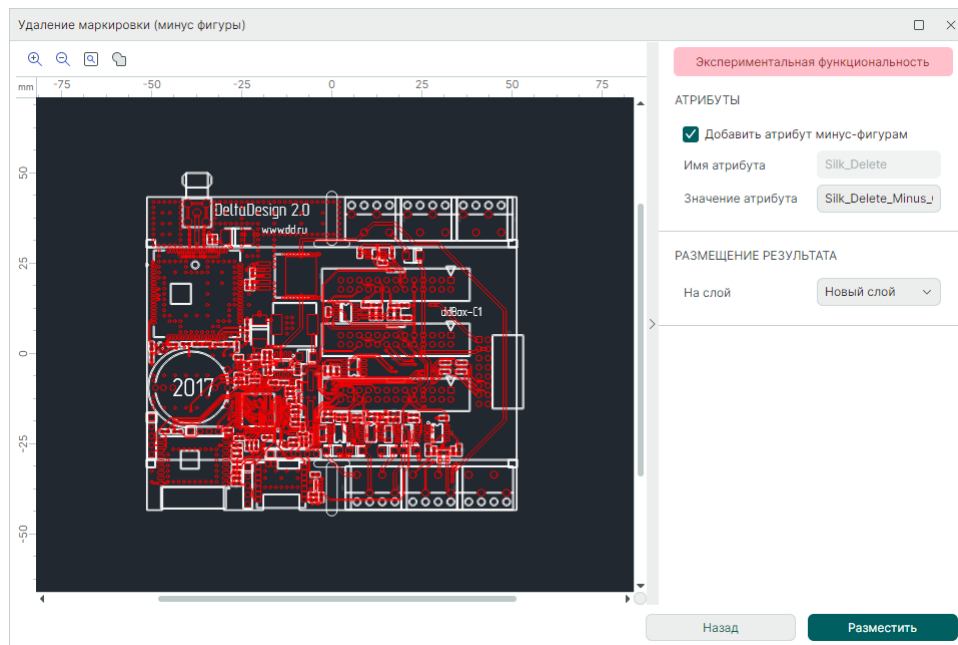 Удаление маркировки (минус фигуры)
mm
-75 -50 -25 0 25 50 75
50
25
0
-25
-50
DeltaDesign 2.0
www.dd.ru
ddBox-C1
2017
Экспериментальная функциональность
АТРИБУТЫ
Добавить атрибут минус-фигурам
Имя атрибута Silk_Delete
Значение атрибута Silk_Delete_Minus_
РАЗМЕЩЕНИЕ РЕЗУЛЬТАТА
На слой Новый слой
Назад Разместить